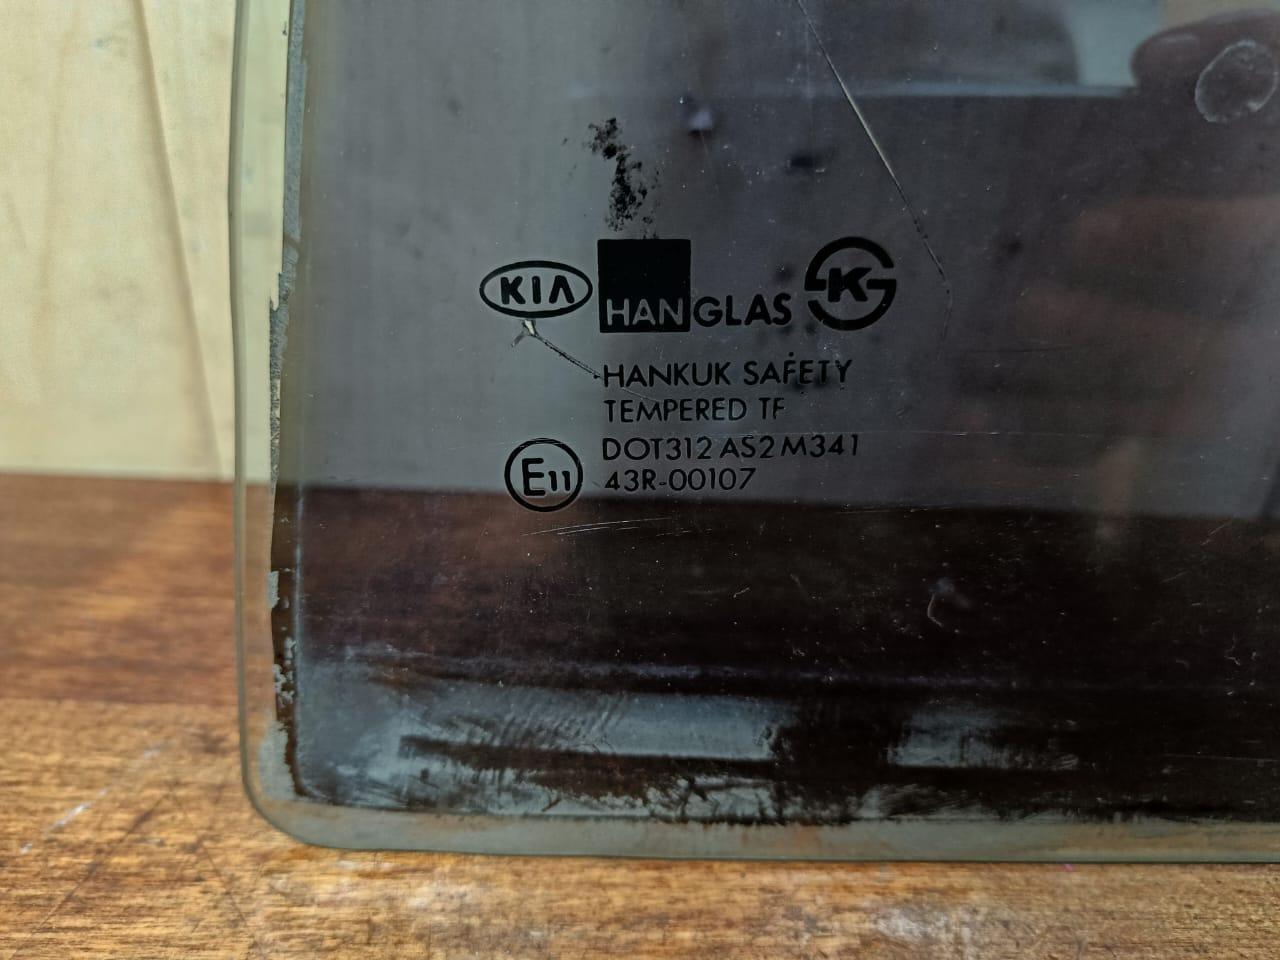 KIA HANGLAS K
HANKUK SAFETY
TEMPERED TF
DOT312 AS2 M341
E11 43R-00107